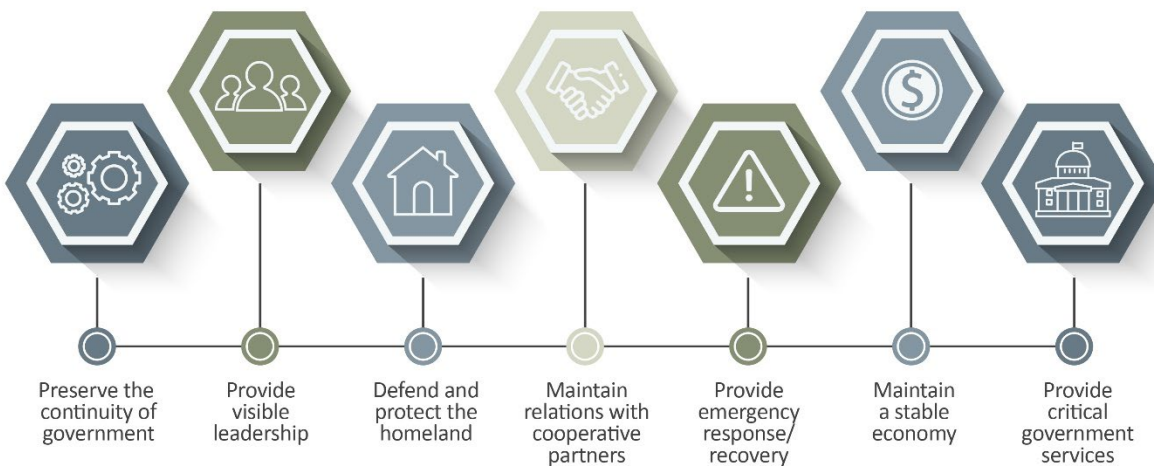 Preserve the
continuity of
government
Provide
visible
leadership
Defend and
protect the
homeland
Maintain
relations with
cooperative
partners
Provide
emergency
response/
recovery
Maintain
a stable
economy
Provide
critical
government
services